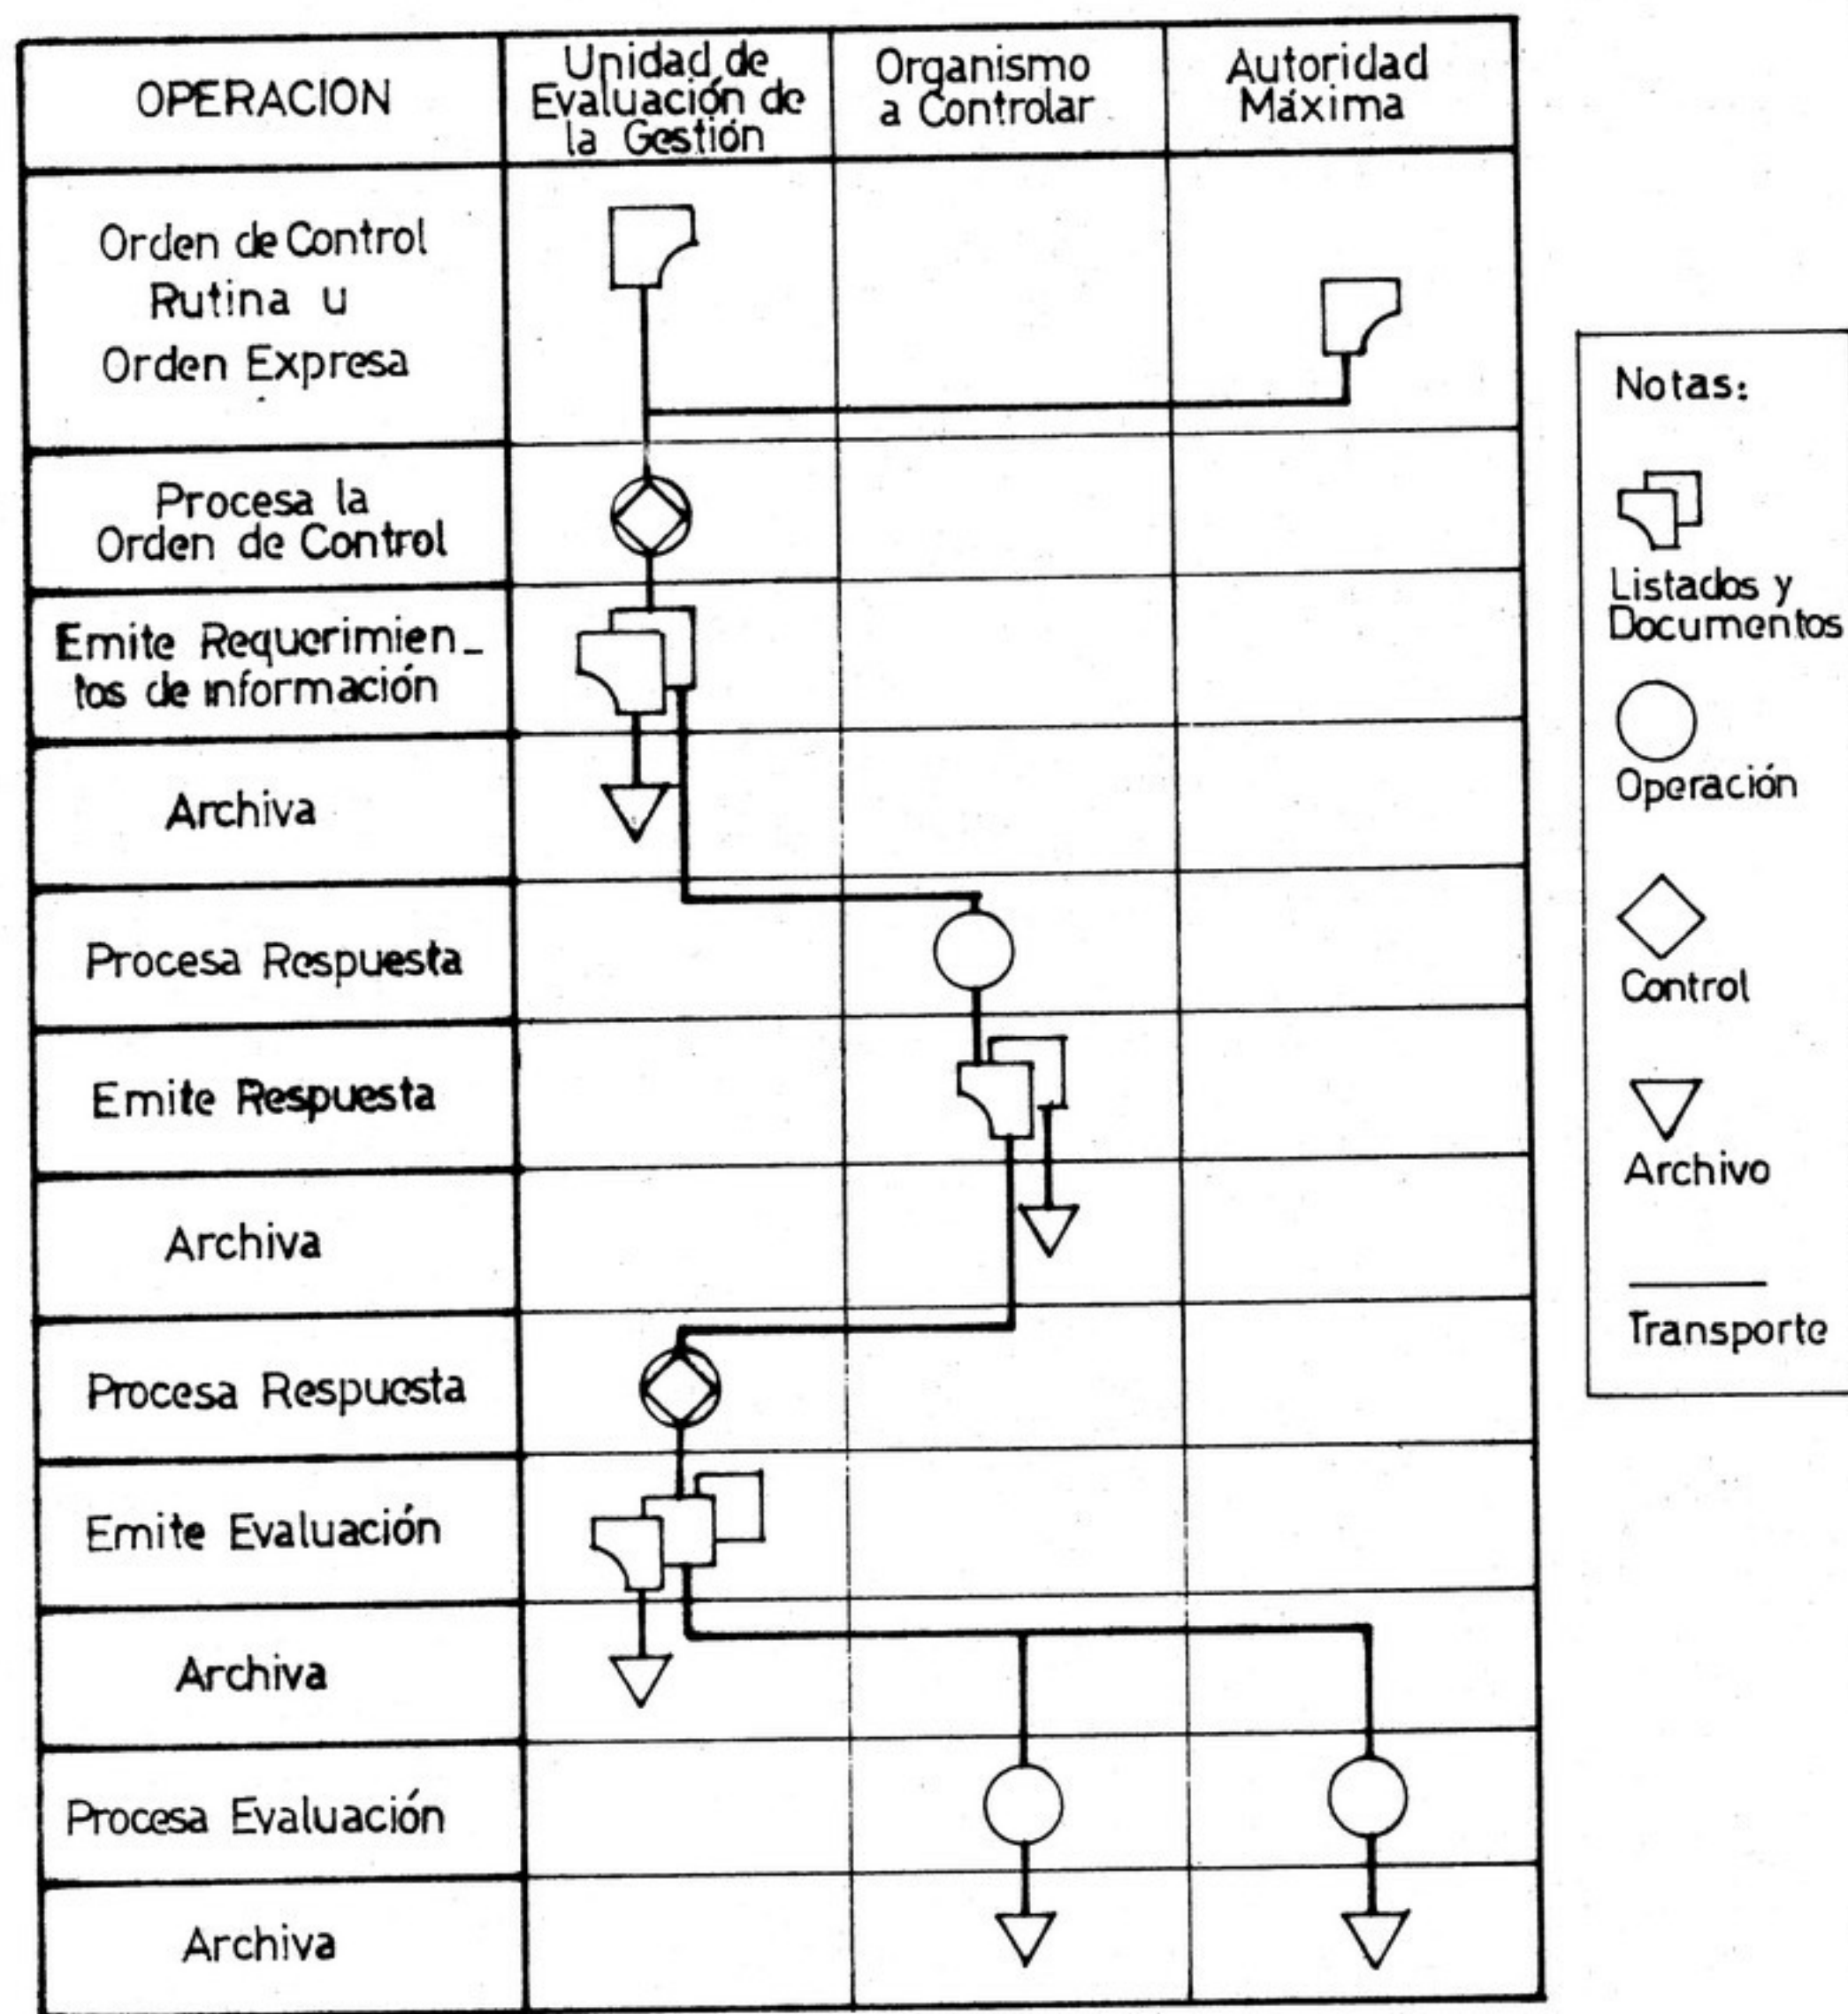 OPERACION
Unidad de
Evaluación de
la Gestión
Organismo
a Controlar
Autoridad
Máxima
Orden de Control
Rutina u
Orden Expresa
Procesa la
Orden de Control
Emite Requerimien_
tos de información
Archiva
Procesa Respuesta
Emite Respuesta
Archiva
Procesa Respuesta
Emite Evaluación
Archiva
Procesa Evaluación
Archiva
Notas:
Listados y
Documentos
Operación
Control
Archivo
Transporte